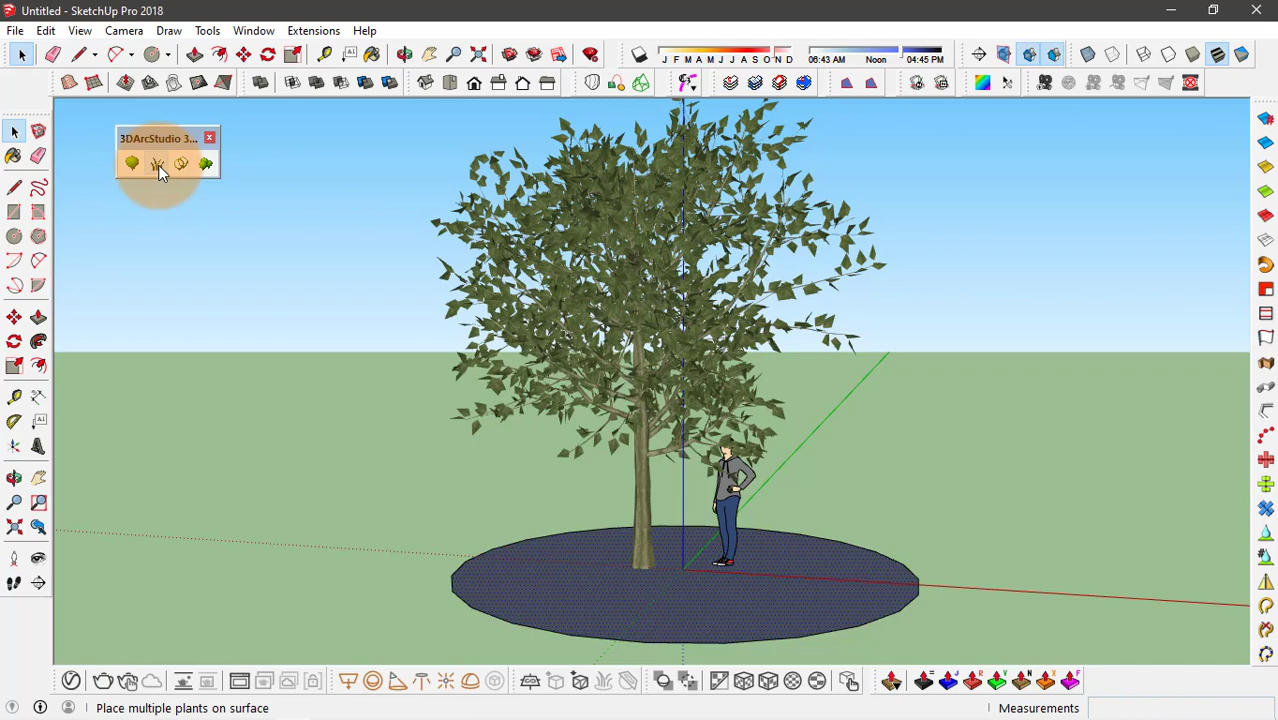 Untitled - SketchUp Pro 2018
File Edit View Camera Draw Tools Window Extensions Help
J F M A M J J A S O N D
06:43 AM Noon 04:45 PM
3DArcStudio 3...
Place multiple plants on surface
Measurements